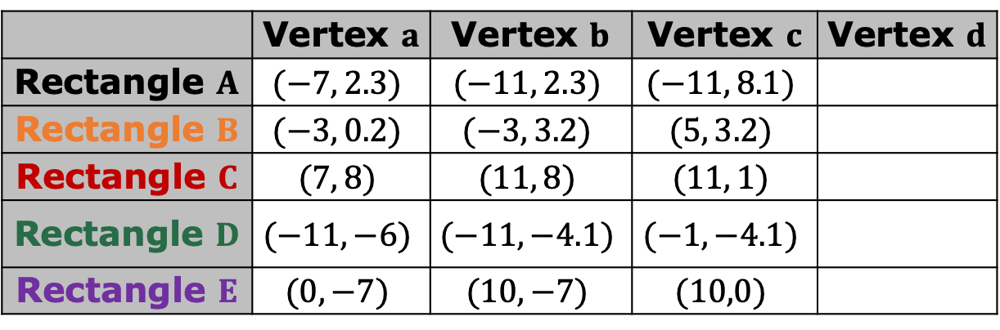 Vertex a Vertex b Vertex c Vertex d
Rectangle A (−7, 2.3) (−11, 2.3) (−11, 8.1)
Rectangle B (−3, 0.2) (−3, 3.2) (5, 3.2)
Rectangle C (7, 8) (11, 8) (11, 1)
Rectangle D (−11, −6) (−11, −4.1) (−1, −4.1)
Rectangle E (0, −7) (10, −7) (10,0)